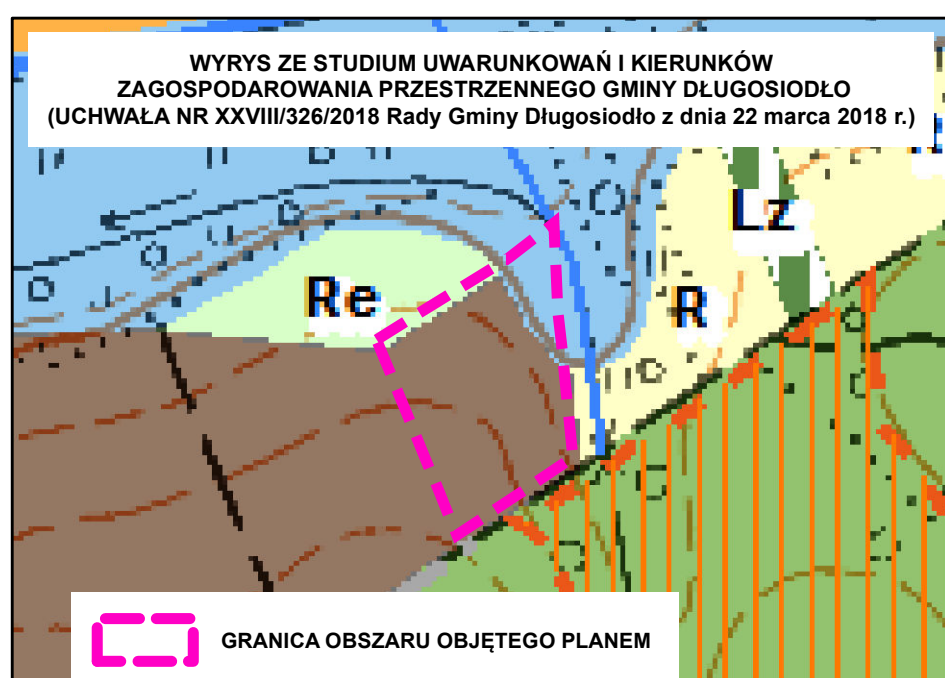 WYRYS ZE STUDIUM UWARUNKOWAŃ I KIERUNKÓW
ZAGOSPODAROWANIA PRZESTRZENNEGO GMINY DŁUGOSIODŁO
(UCHWAŁA NR XXVIII/326/2018 Rady Gminy Długosiodło z dnia 22 marca 2018 r.)
Lz
Re
R
GRANICA OBSZARU OBJĘTEGO PLANEM